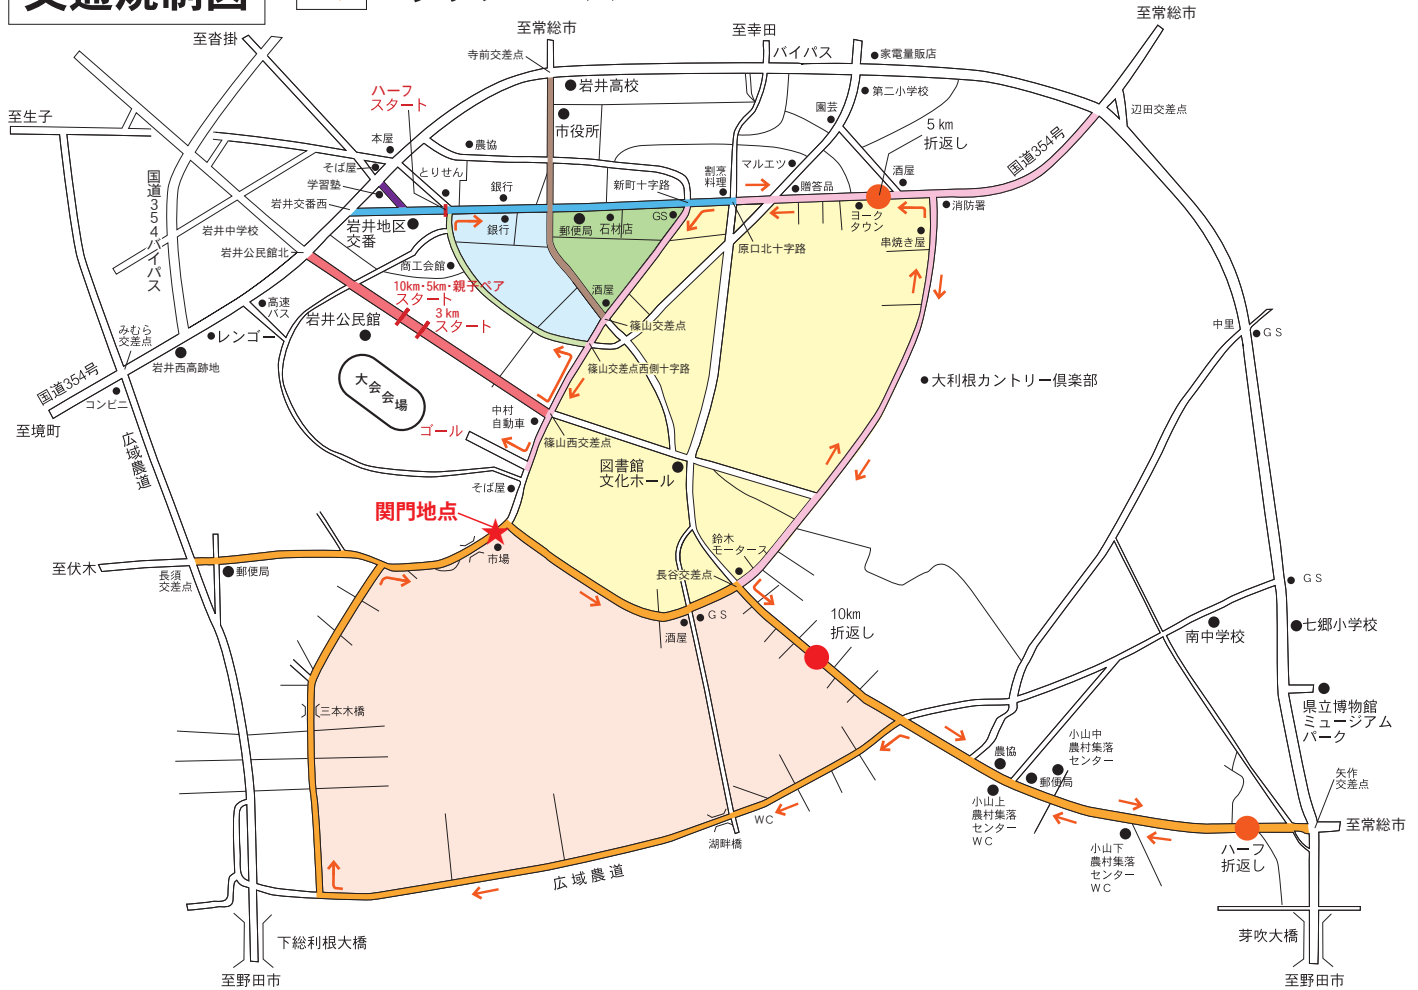 交通規制図
至沓掛
至常総市
寺前交差点
至幸田
バイパス
家電量販店
至常総市
岩井高校
第二小学校
ハーフ
スタート
園芸
辺田交差点
至生子
市役所
5km
折返し
本屋
農協
国道354号
そば屋
とりせん
割烹
料理
マルエツ
酒屋
国道354バイパス
学習塾
銀行
新町十字路
贈答品
岩井交番西
消防署
GS
岩井地区
交番
銀行
郵便局
石材店
ヨーク
タウン
岩井中学校
串焼き屋
岩井公民館北
原口北十字路
商工会館
10km・5km・親子ペア
スタート
酒屋
高速
バス
3km
スタート
岩井公民館
篠山交差点
みむら
交差点
レンゴー
中里
GS
岩井西高跡地
篠山交差点西側十字路
国道354号
大会会場
大利根カントリー倶楽部
コンビニ
中村
自動車
至境町
ゴール
篠山西交差点
広域農道
図書館
文化ホール
そば屋
関門地点
鈴木
モータース
市場
至伏木
長須
交差点
郵便局
長谷交差点
GS
10km
折返し
GS
酒屋
南中学校
七郷小学校
三本木橋
県立博物館
ミュージアム
パーク
小山中
農村集落
センター
農協
郵便局
矢作
交差点
小山上
農村集落
センター
WC
WC
湖畔橋
至常総市
小山下
農村集落
センター
WC
ハーフ
折返し
広域農道
下総利根大橋
芽吹大橋
至野田市
至野田市